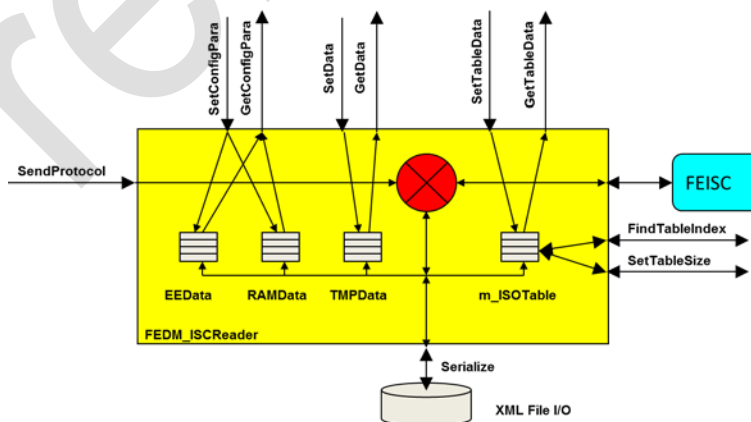 SetConfigPara
GetConfigPara
SetData
GetData
SetTableData
GetTableData
SendProtocol
FEISC
FindTableIndex
SetTableSize
EEData
RAMData
TMPData
m_ISOTable
FEDM_ISCReader
Serialize
XML File I/O